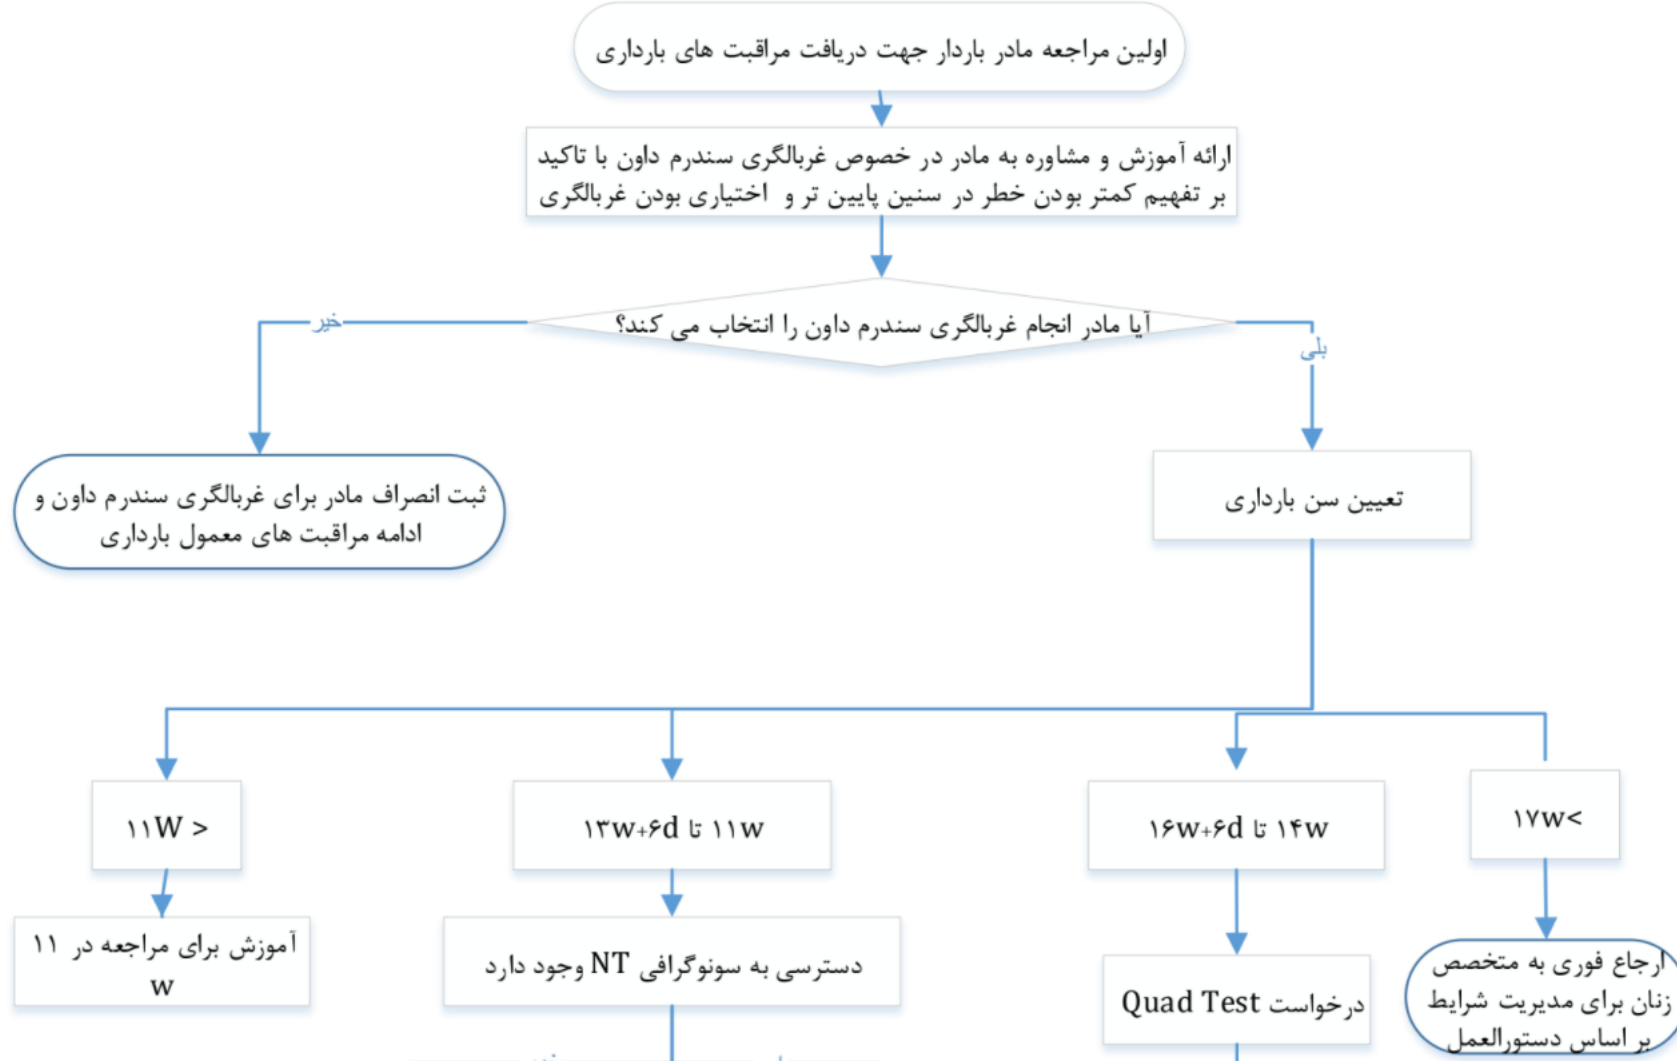 اولین مراجعه مادر باردار جهت دریافت مراقبت های بارداری
ارائه آموزش و مشاوره به مادر در خصوص غربالگری سندرم داون با تاکید
بر تفهیم کمتر بودن خطر در سنین پایین تر و اختیاری بودن غربالگری
آیا مادر انجام غربالگری سندرم داون را انتخاب می کند؟
بلی
خیر
تعیین سن بارداری
ثبت انصراف مادر برای غربالگری سندرم داون و
ادامه مراقبت های معمول بارداری
۱۷w<
۱۴w تا ۱۶w+۶d
۱۱w تا ۱۳w+۶d
۱۱W >
ارجاع فوری به متخصص
زنان برای مدیریت شرایط
بر اساس دستورالعمل
درخواست Quad Test
دسترسی به سونوگرافی NT وجود دارد
آموزش برای مراجعه در ۱۱
w